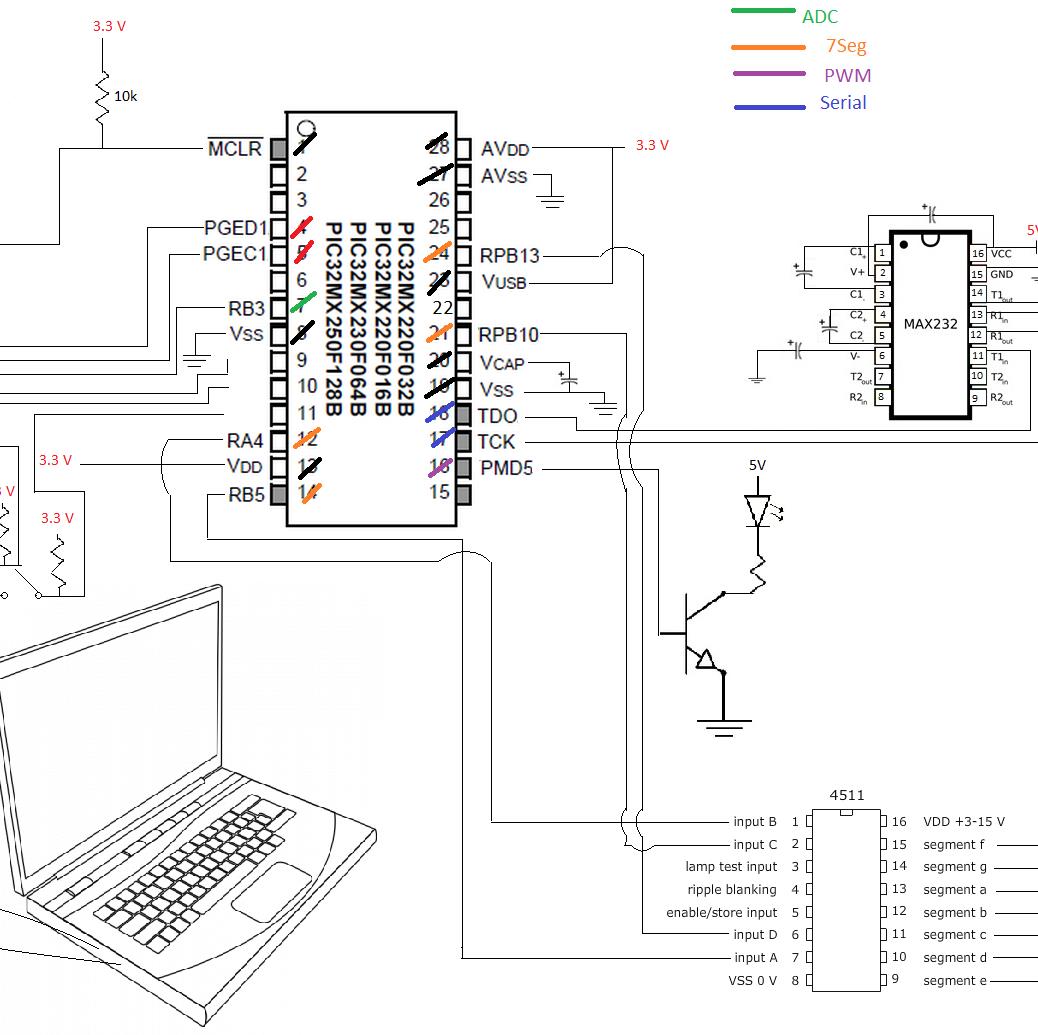 ADC
7Seg
PWM
Serial
3.3 V
10k
MCLR
1
2
3
PGED1
4
PGEC1
5
6
RB3
7
VSS
8
9
10
11
RA4
12
VDD
13
RB5
14
28 AVDD
3.3 V
27 AVSS
26
25
24 RPB13
23 VUSB
22
21 RPB10
20 VCAP
19 VSS
18 TDO
17 TCK
16 PMD5
15
PIC32MX220F032B
PIC32MX220F016B
PIC32MX230F064B
PIC32MX250F128B
3.3 V
V
3.3 V
5V
MAX232
C1+ 1
V+ 2
C1- 3
C2+ 4
C2- 5
V- 6
T2out 7
R2in 8
16 VCC
15 GND
14 T1out
13 R1in
12 R1out
11 T1in
10 T2in
9 R2out
5V
4511
input B 1
input C 2
lamp test input 3
ripple blanking 4
enable/store input 5
input D 6
input A 7
VSS 0 V 8
16 VDD +3-15 V
15 segment f
14 segment g
13 segment a
12 segment b
11 segment c
10 segment d
9 segment e